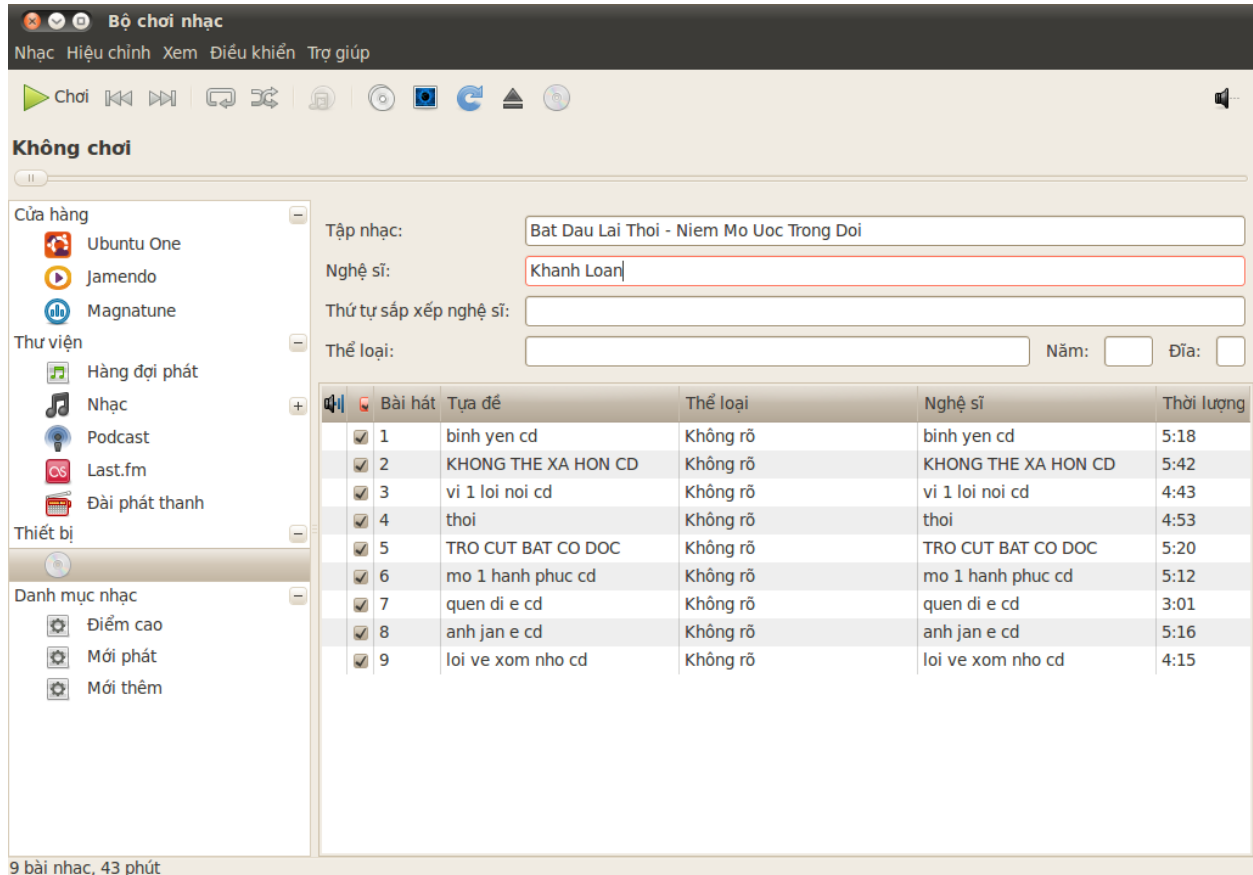 Bộ chơi nhạc
Nhạc Hiệu chỉnh Xem Điều khiển Trợ giúp
Chơi
Không chơi
Cửa hàng
Ubuntu One
Jamendo
Magnatune
Thư viện
Hàng đợi phát
Nhạc
Podcast
Last.fm
Đài phát thanh
Thiết bị
Danh mục nhạc
Điểm cao
Mới phát
Mới thêm
Tập nhạc: Bat Dau Lai Thoi - Niem Mo Uoc Trong Doi
Nghệ sĩ: Khanh Loan
Thứ tự sắp xếp nghệ sĩ:
Thể loại: Năm: Đĩa:
Bài hát Tựa đề Thể loại Nghệ sĩ Thời lượng
1 binh yen cd Không rõ binh yen cd 5:18
2 KHONG THE XA HON CD Không rõ KHONG THE XA HON CD 5:42
3 vi 1 loi noi cd Không rõ vi 1 loi noi cd 4:43
4 thoi Không rõ thoi 4:53
5 TRO CUT BAT CO DOC Không rõ TRO CUT BAT CO DOC 5:20
6 mo 1 hanh phuc cd Không rõ mo 1 hanh phuc cd 5:12
7 quen di e cd Không rõ quen di e cd 3:01
8 anh jan e cd Không rõ anh jan e cd 5:16
9 loi ve xom nho cd Không rõ loi ve xom nho cd 4:15
9 bài nhạc, 43 phút